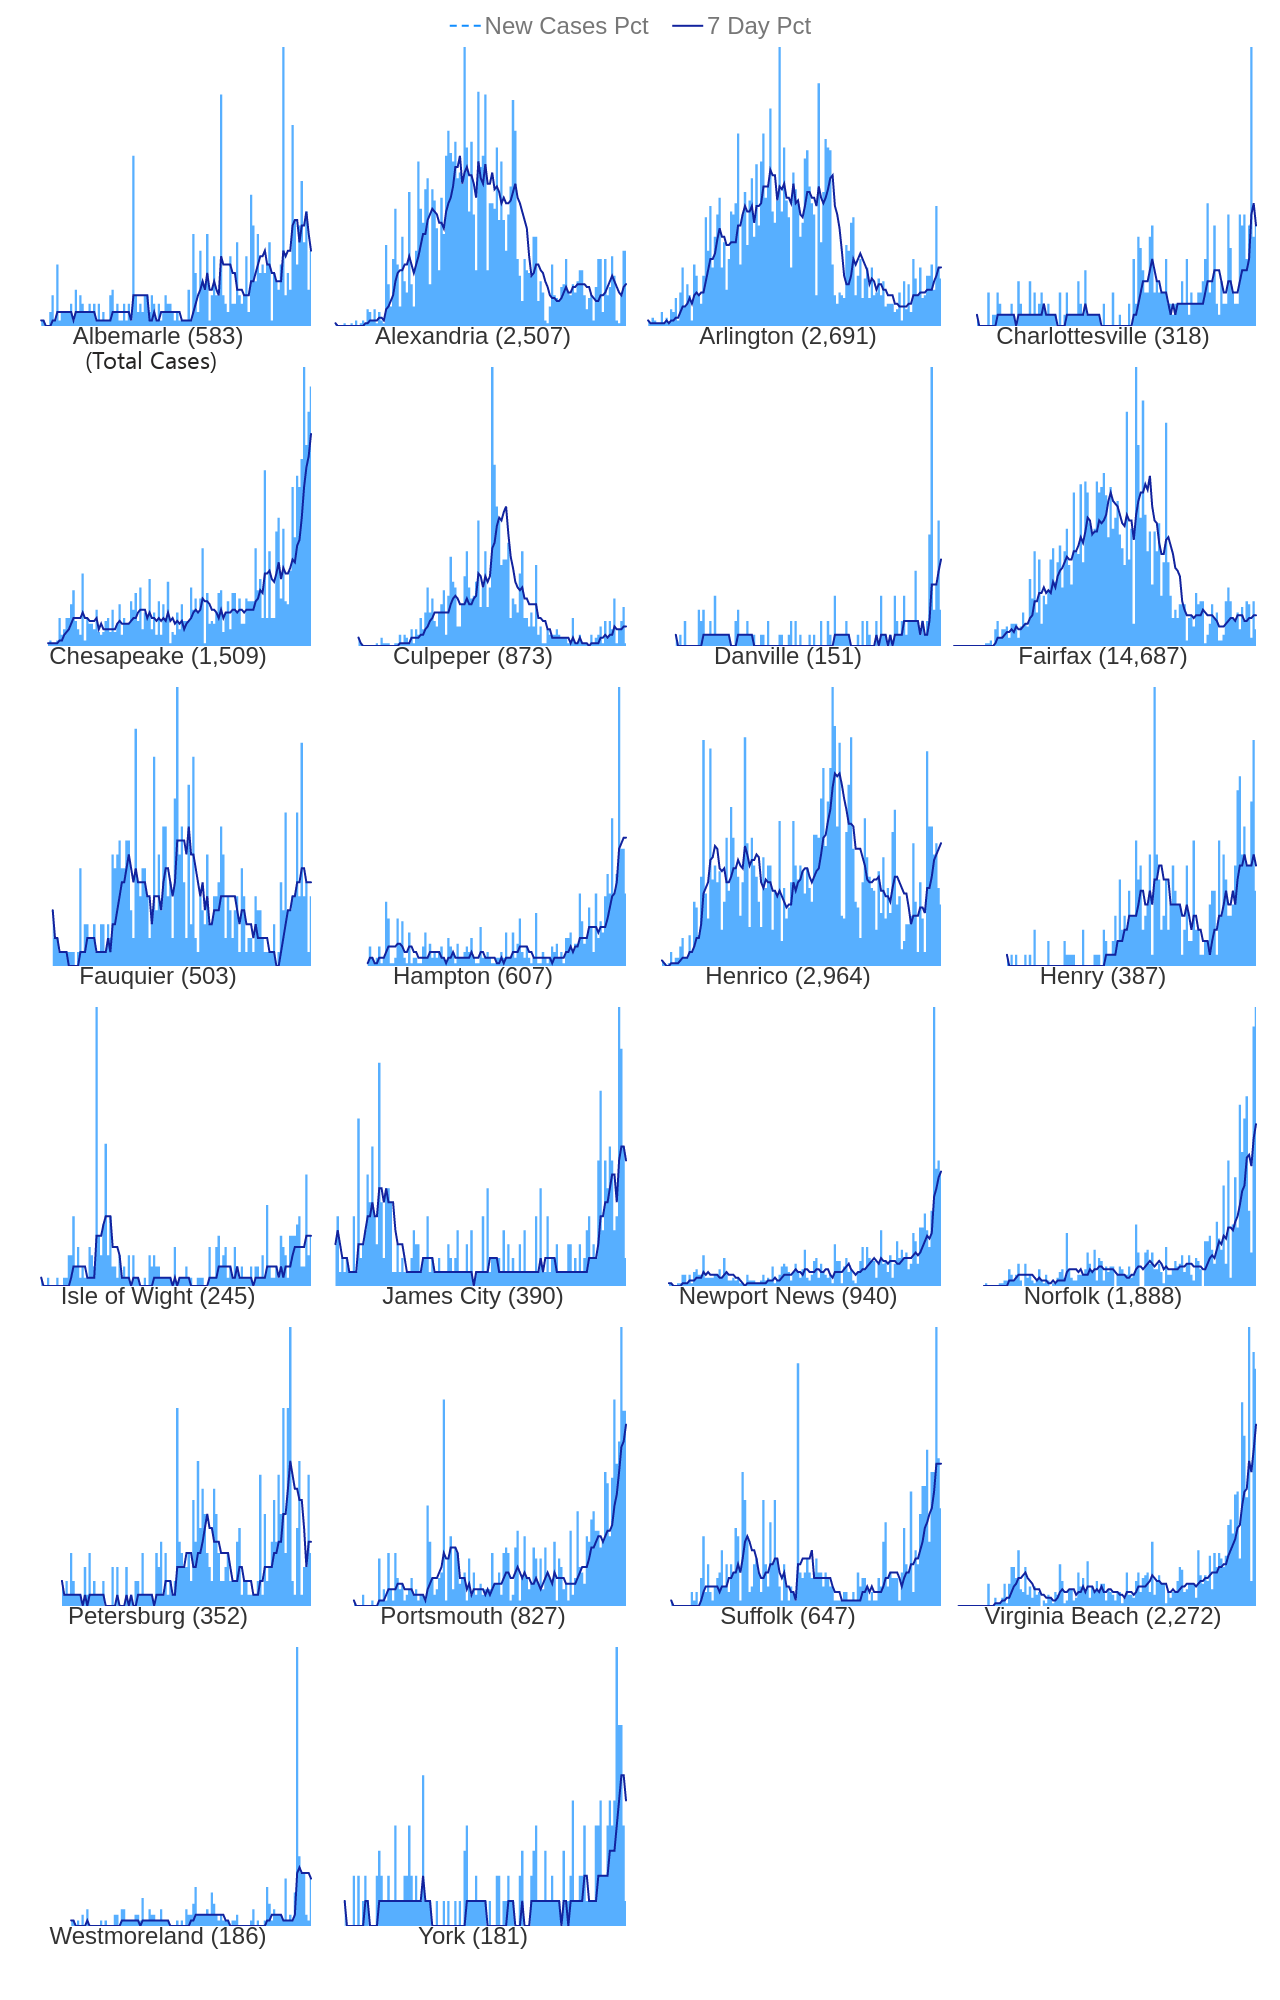 New Cases Pct 7 Day Pct
Albemarle (583) Alexandria (2,507) Arlington (2,691) Charlottesville (318)
(Total Cases)
Chesapeake (1,509) Culpeper (873) Danville (151) Fairfax (14,687)
Fauquier (503) Hampton (607) Henrico (2,964) Henry (387)
Isle of Wight (245) James City (390) Newport News (940) Norfolk (1,888)
Petersburg (352) Portsmouth (827) Suffolk (647) Virginia Beach (2,272)
Westmoreland (186) York (181)